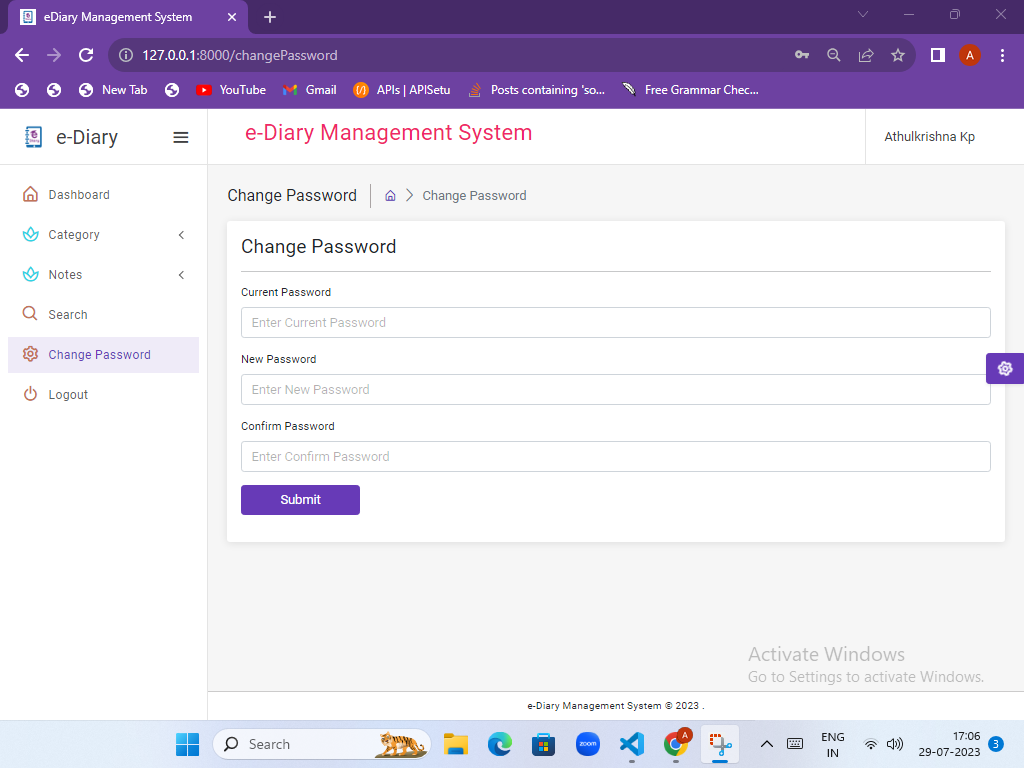 eDiary Management System
127.0.0.1:8000/changePassword
A
New Tab
YouTube
Gmail
APIs | APISetu
Posts containing 'so...
Free Grammar Chec...
e-Diary
e-Diary Management System
Athulkrishna Kp
Dashboard
Category
Notes
Search
Change Password
Logout
Change Password
Change Password
Change Password
Current Password
Enter Current Password
New Password
Enter New Password
Confirm Password
Enter Confirm Password
Submit
Activate Windows
Go to Settings to activate Windows.
e-Diary Management System © 2023 .
Search
zoom
A
ENG
IN
17:06
29-07-2023
3